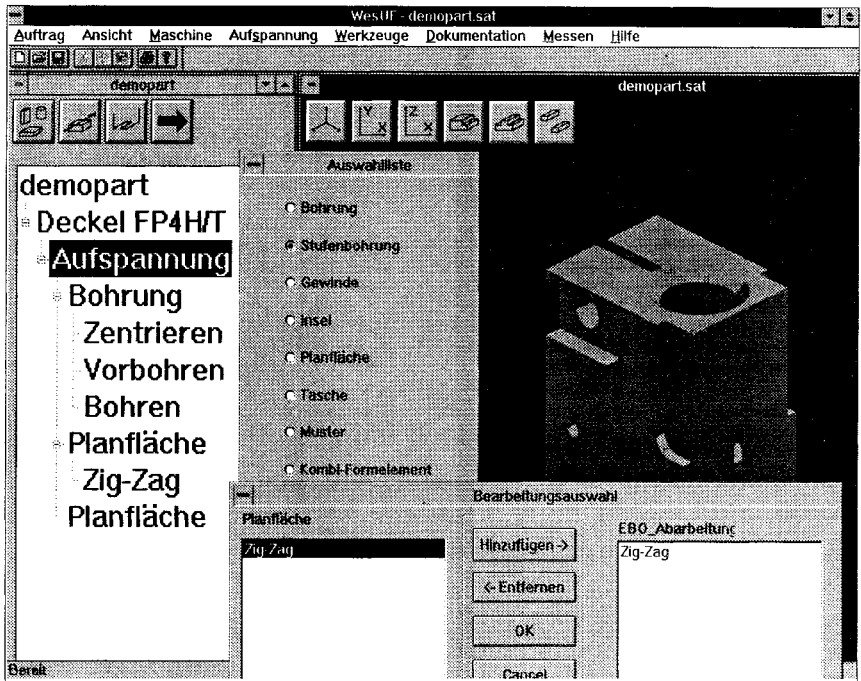 WesUF - demopart.sat
Auftrag Ansicht Maschine Aufspannung Werkzeuge Dokumentation Messen Hilfe
demopart
demopart.sat
Y
X
Z
X
demopart
Deckel FP4H/T
Aufspannung
Bohrung
Zentrieren
Vorbohren
Bohren
Planfläche
Zig-Zag
Planfläche
Auswahlliste
Bohrung
Stufenbohrung
Gewinde
Insel
Planfläche
Tasche
Muster
Kombi-Formelement
Bearbeitungsauswahl
Planfläche
Zig-Zag
Hinzufügen ->
<- Entfernen
OK
Cancel
EBO_Abarbeitung
Zig-Zag
Bereit